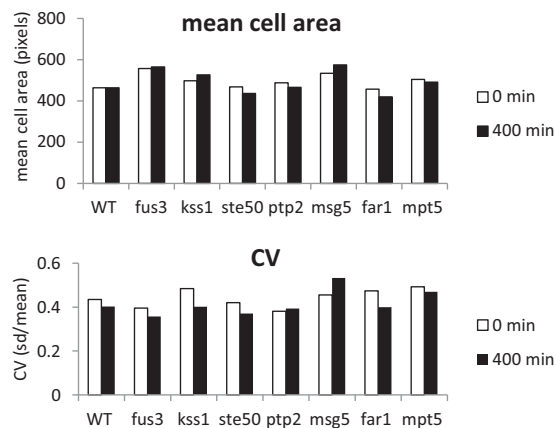 mean cell area
mean cell area (pixels)
800
600
400
200
0
WT fus3 kss1 ste50 ptp2 msg5 far1 mpt5
0 min
400 min
CV
CV (sd/mean)
0.6
0.4
0.2
0
WT fus3 kss1 ste50 ptp2 msg5 far1 mpt5
0 min
400 min